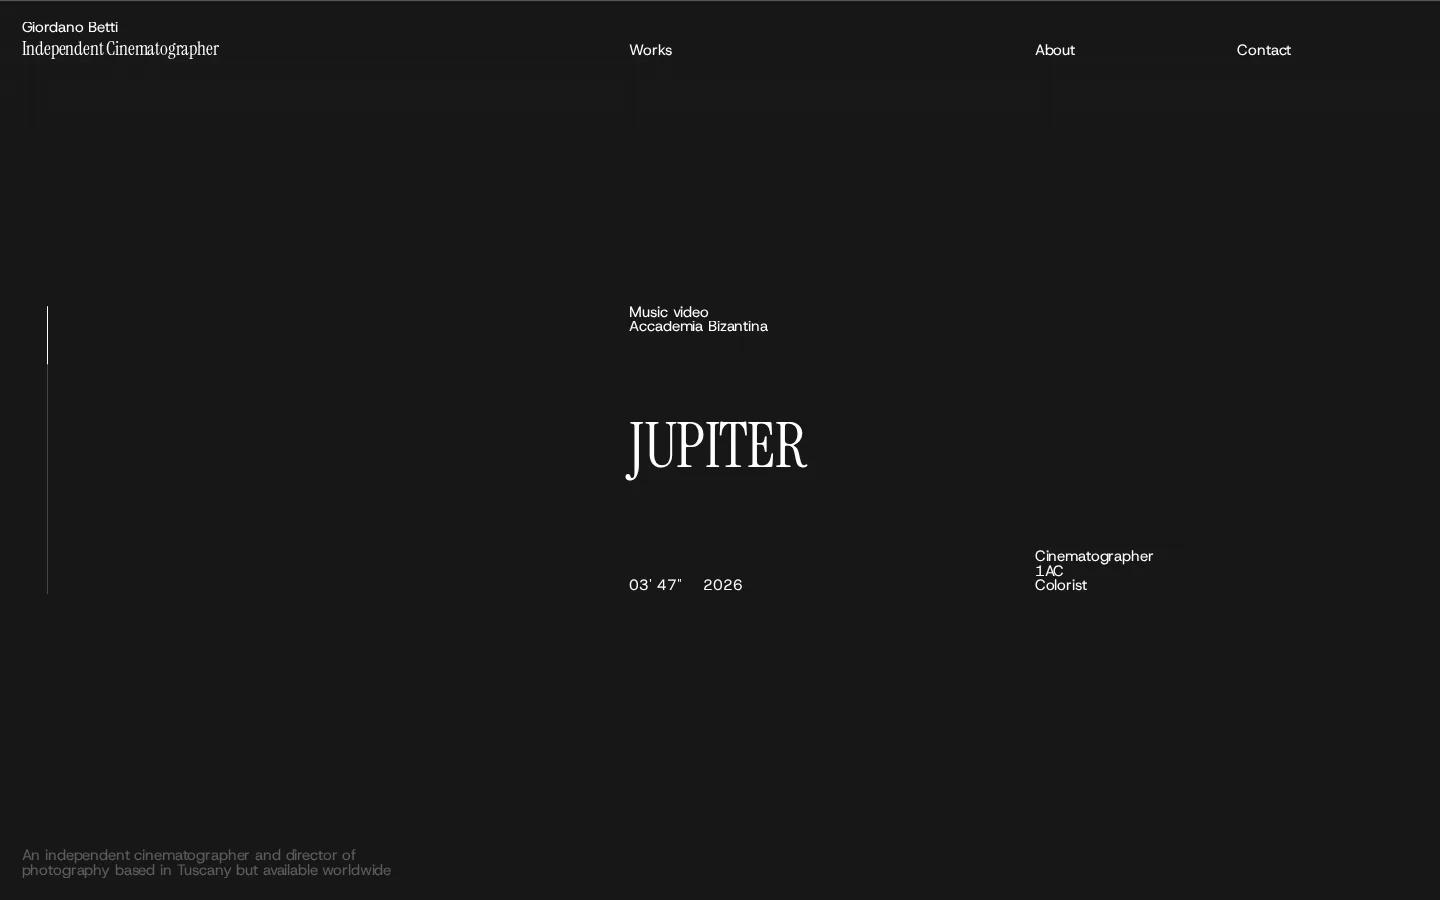 Giordano Betti
Independent Cinematographer
Works
About
Contact
Music video
Accademia Bizantina
JUPITER
03' 47" 2026
Cinematographer
1AC
Colorist
An independent cinematographer and director of
photography based in Tuscany but available worldwide